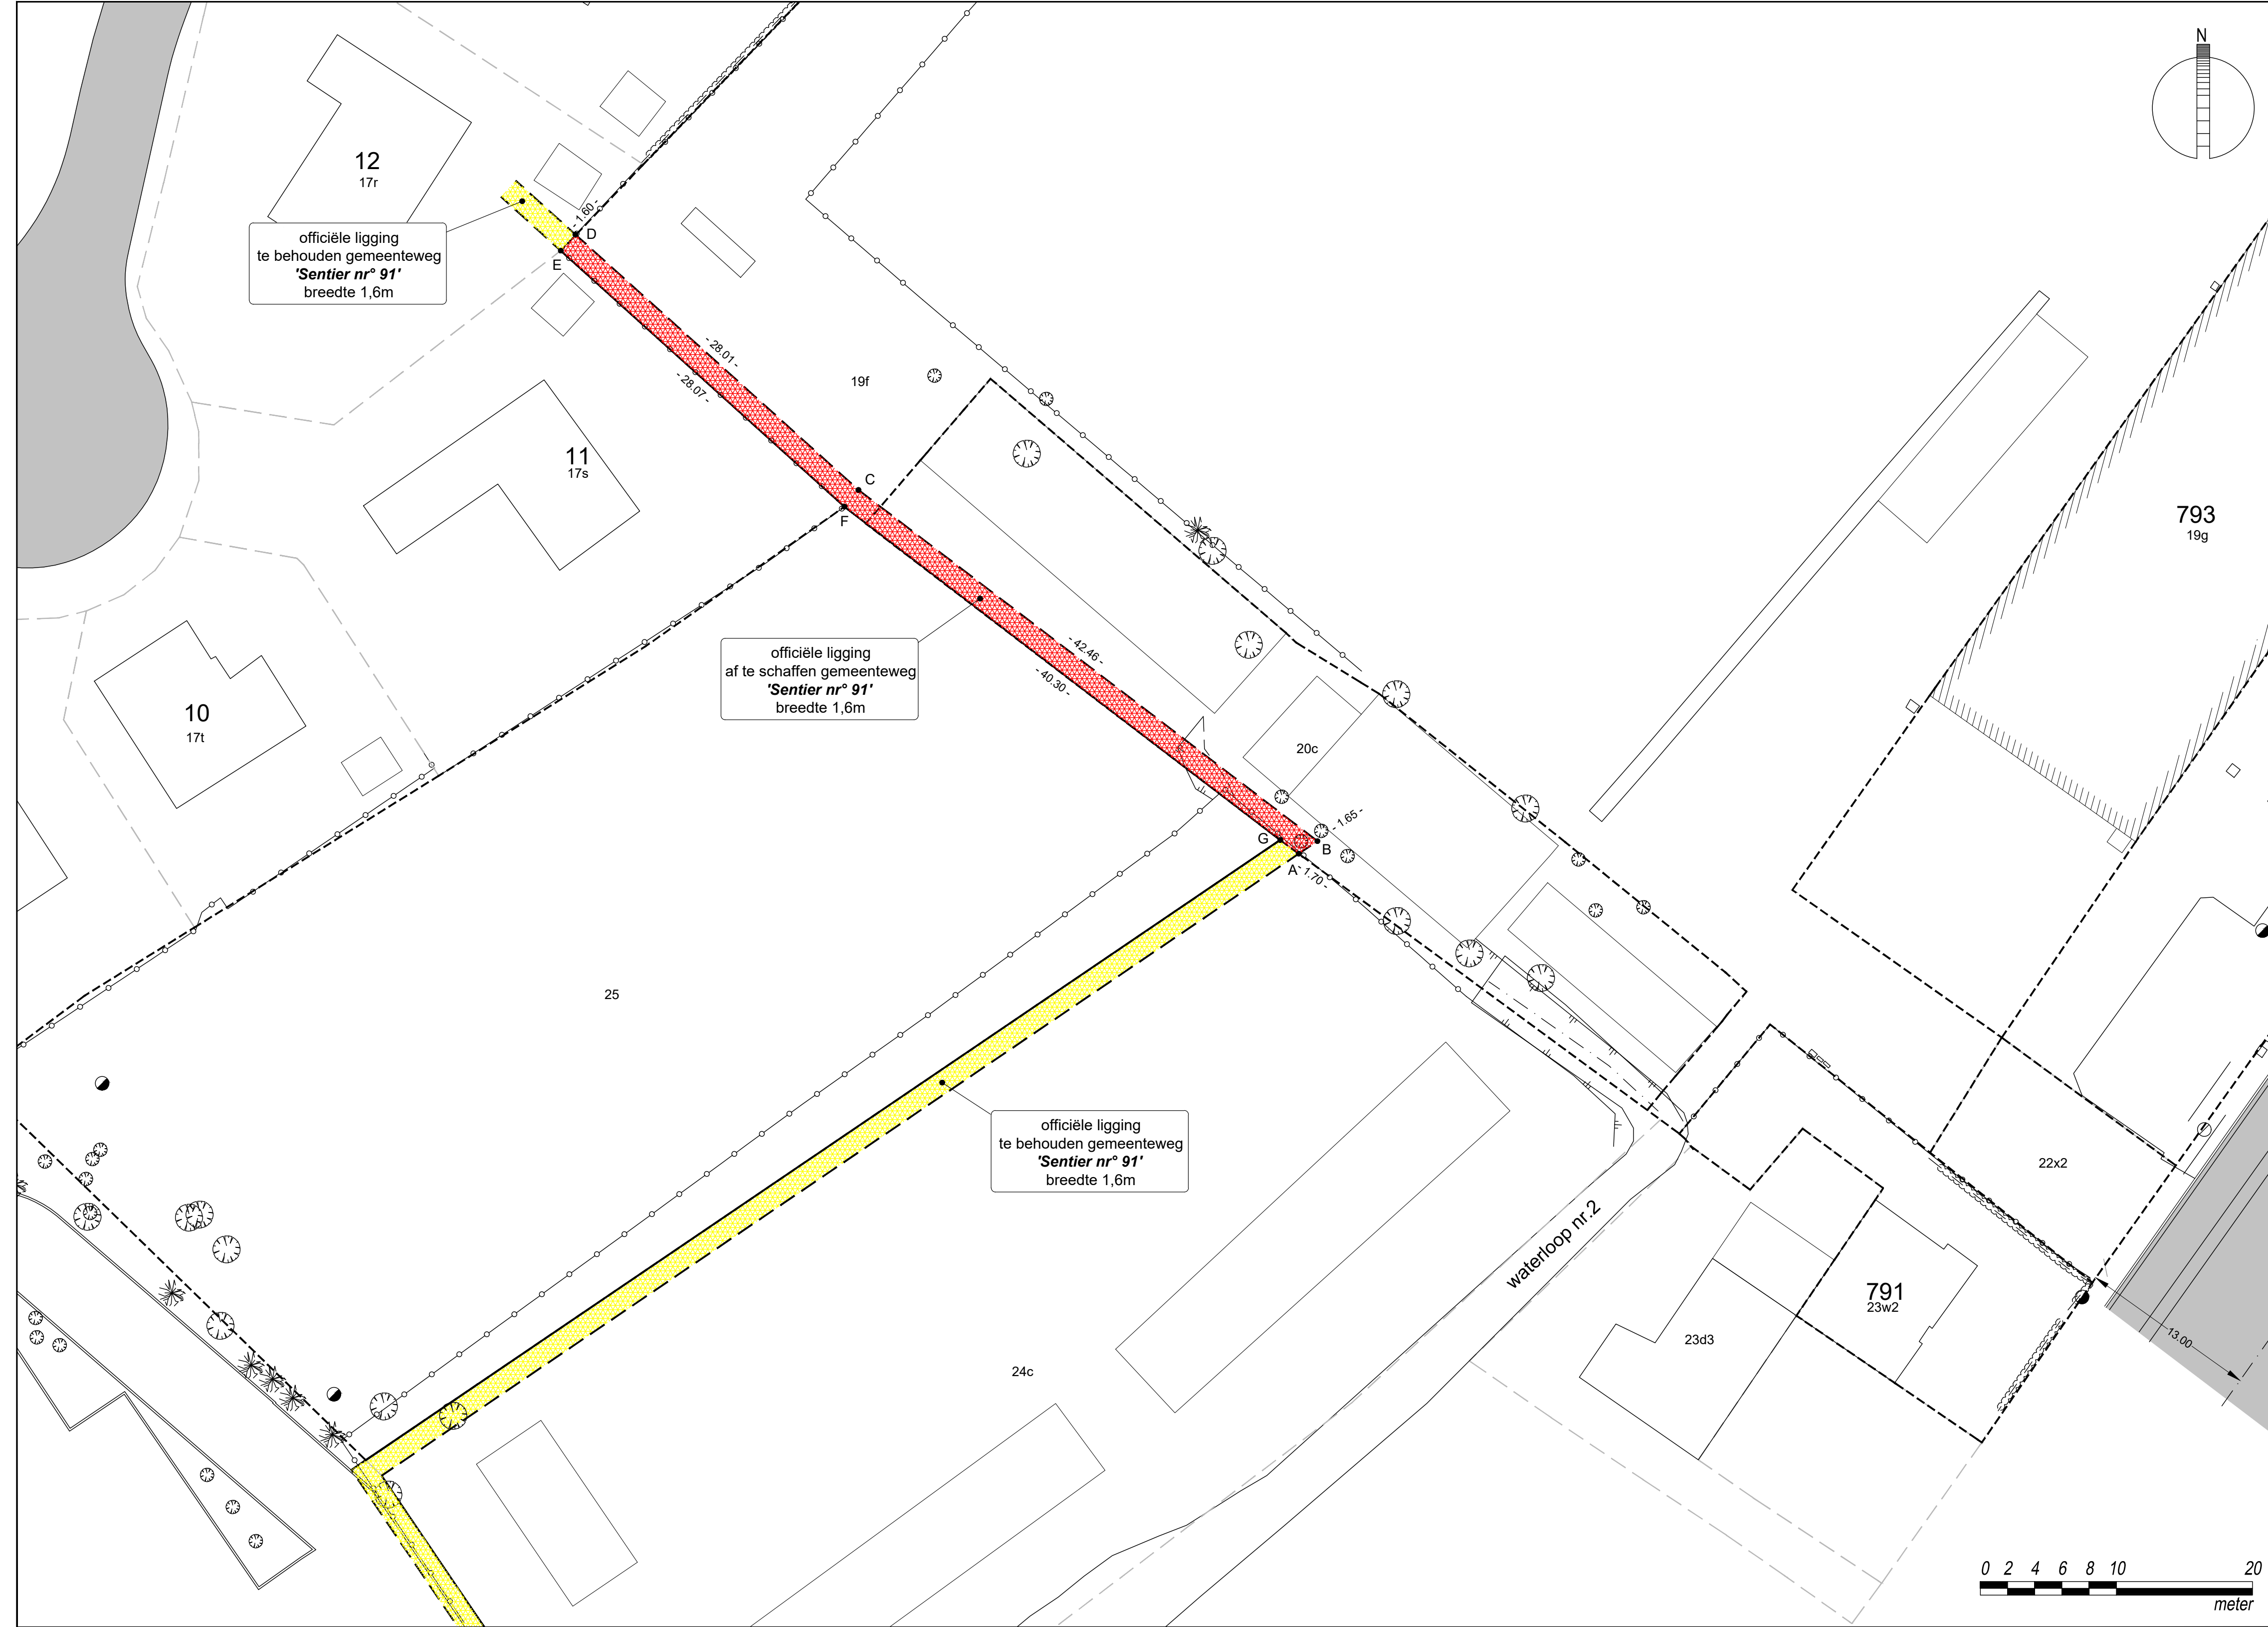 N
12
17r
- 1.60 -
D
E
officiële ligging
te behouden gemeenteweg
'Sentier nr° 91'
breedte 1,6m
- 28.01 -
- 28.07 -
19f
11
17s
C
F
793
19g
officiële ligging
af te schaffen gemeenteweg
'Sentier nr° 91'
breedte 1,6m
- 42.46 -
- 40.30 -
10
17t
20c
- 1.65 -
G
B
A
- 1.70 -
25
officiële ligging
te behouden gemeenteweg
'Sentier nr° 91'
breedte 1,6m
22x2
waterloop nr.2
791
23w2
23d3
13.00
24c
0 2 4 6 8 10 20
meter